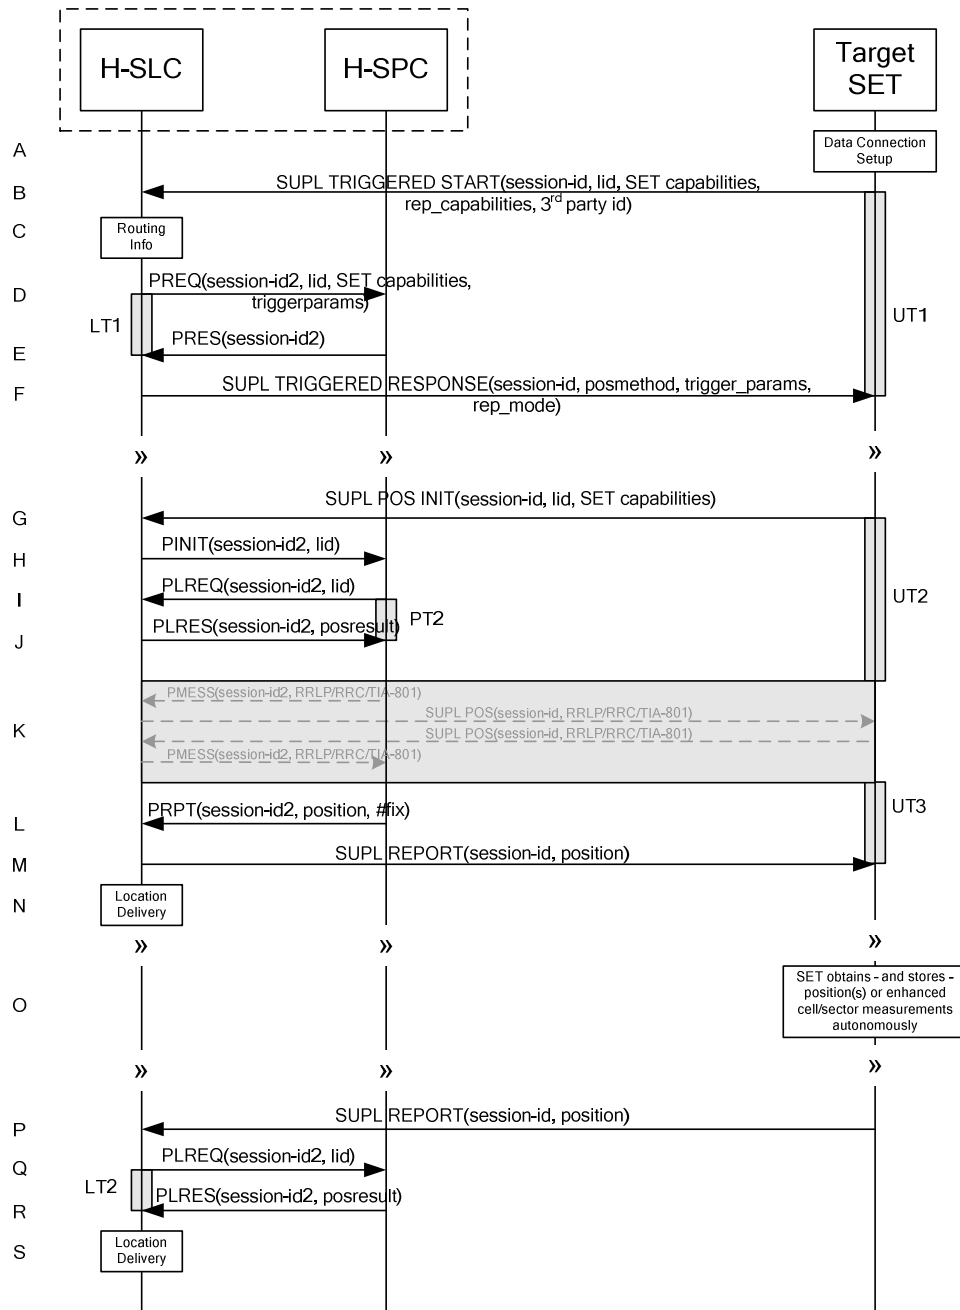 H-SLC
H-SPC
Target
SET
A
Data Connection
Setup
B
SUPL TRIGGERED START(session-id, lid, SET capabilities,
rep_capabilities, 3rd party id)
C
Routing
Info
D
PREQ(session-id2, lid, SET capabilities,
triggerparams)
LT1
UT1
E
PRES(session-id2)
F
SUPL TRIGGERED RESPONSE(session-id, posmethod, trigger_params,
rep_mode)
»
»
»
G
SUPL POS INIT(session-id, lid, SET capabilities)
H
PINIT(session-id2, lid)
I
PLREQ(session-id2, lid)
UT2
PT2
J
PLRES(session-id2, posresult)
PMESS(session-id2, RRLP/RRC/TIA-801)
SUPL POS(session-id, RRLP/RRC/TIA-801)
K
SUPL POS(session-id, RRLP/RRC/TIA-801)
PMESS(session-id2, RRLP/RRC/TIA-801)
UT3
L
PRPT(session-id2, position, #fix)
M
SUPL REPORT(session-id, position)
N
Location
Delivery
»
»
»
O
SET obtains - and stores -
position(s) or enhanced
cell/sector measurements
autonomously
»
»
»
P
SUPL REPORT(session-id, position)
Q
PLREQ(session-id2, lid)
LT2
R
PLRES(session-id2, posresult)
S
Location
Delivery